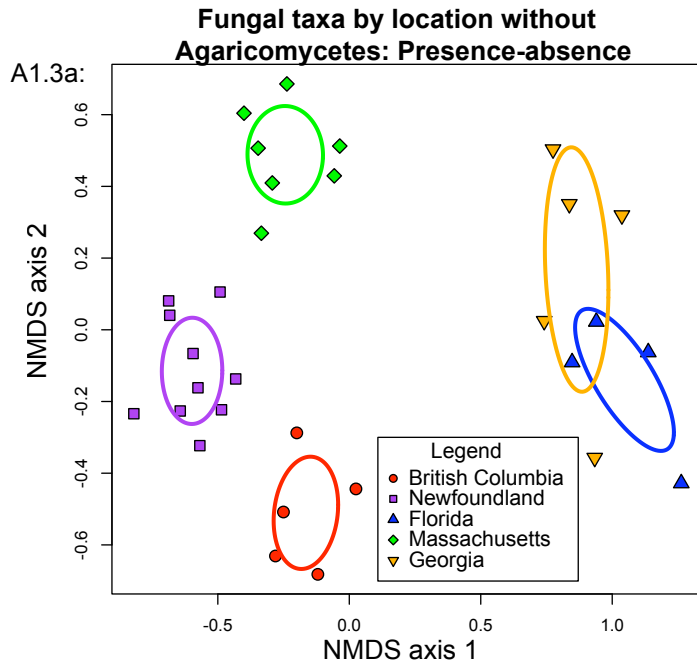 Fungal taxa by location without
Agaricomycetes: Presence-absence
A1.3a:
NMDS axis 2
0.6
0.4
0.2
0.0
-0.2
-0.4
-0.6
Legend
British Columbia
Newfoundland
Florida
Massachusetts
Georgia
-0.5
0.0
0.5
1.0
NMDS axis 1